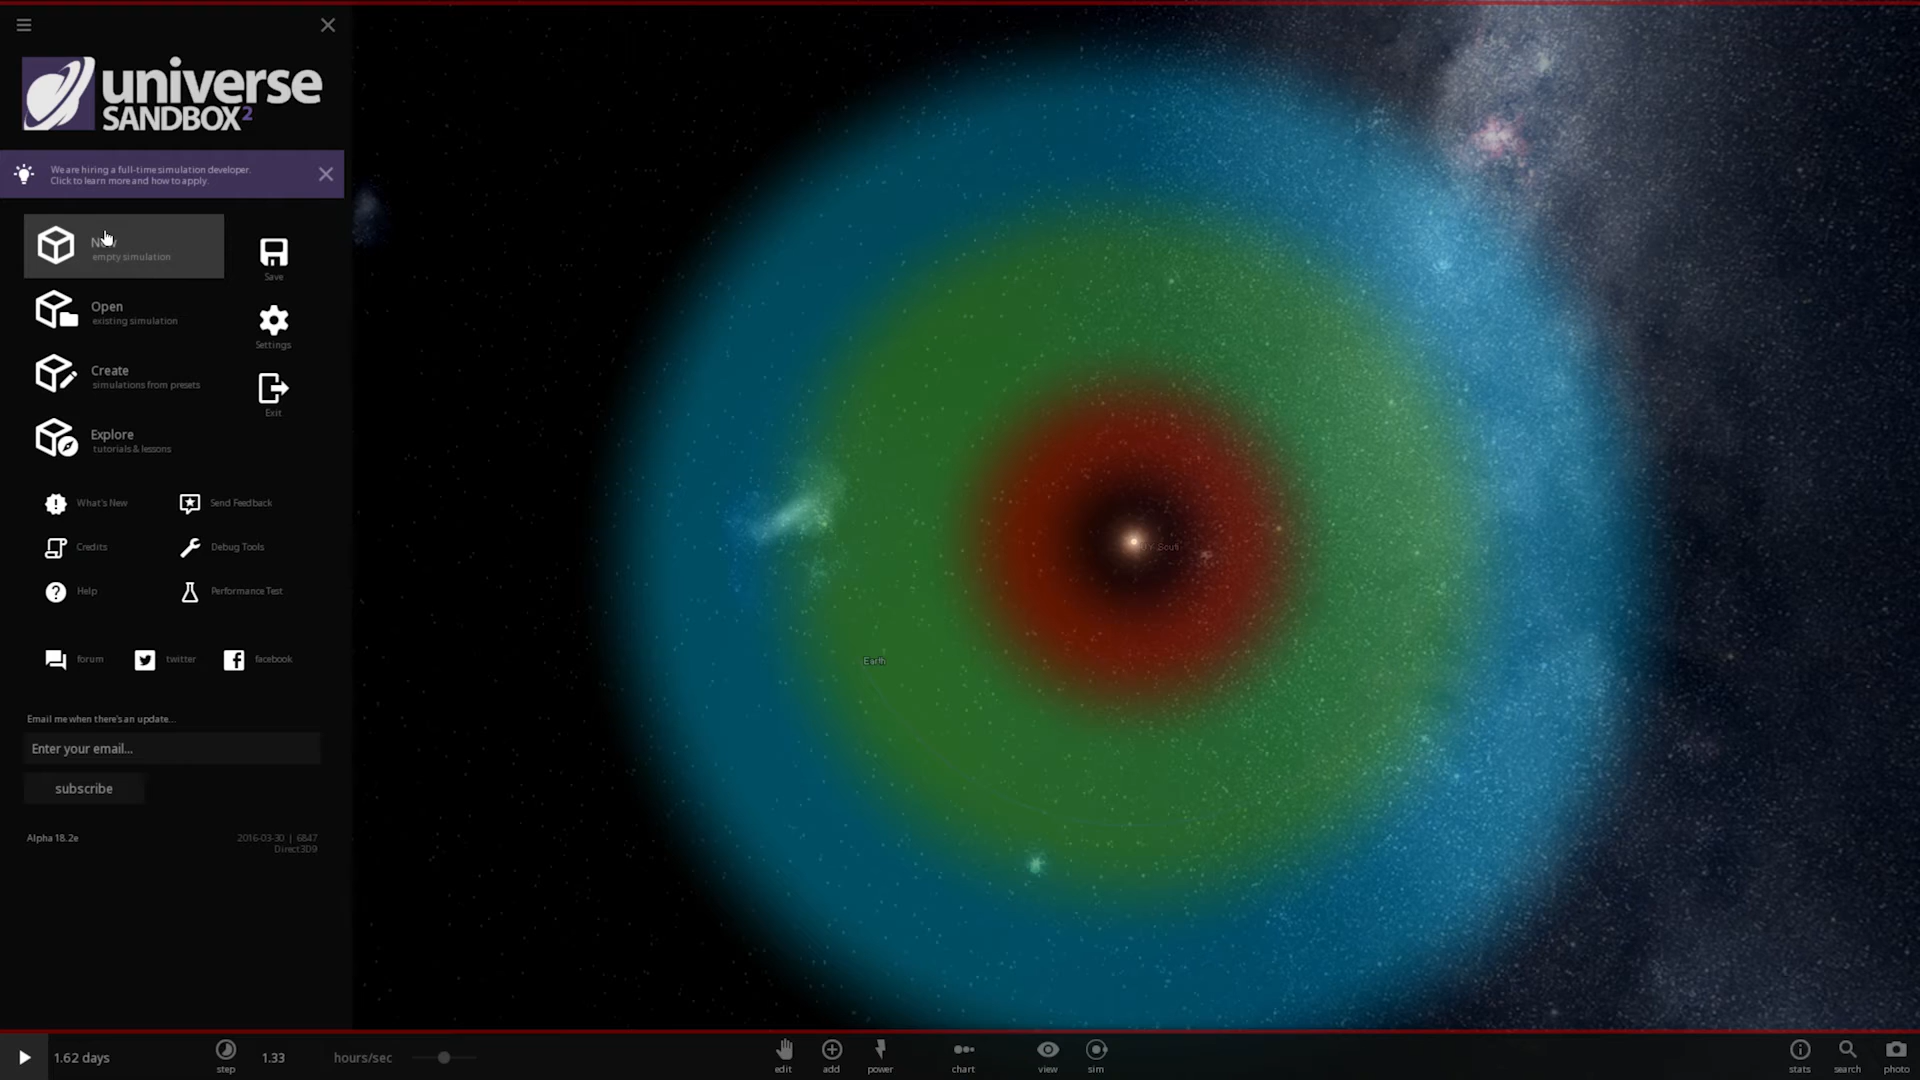 universe
SANDBOX²
We are hiring a full-time simulation developer.
Click to learn more and how to apply.
New
empty simulation
Save
Open
existing simulation
Settings
Create
simulations from presets
Exit
Explore
tutorials & lessons
What's New
Send Feedback
Credits
Debug Tools
Help
Performance Test
forum
twitter
facebook
Email me when there's an update...
Enter your email...
subscribe
Alpha 18.2e
2016-03-30 | 6847
Direct3D9
UY Scuti
Earth
1.62 days
step
1.33
hours/sec
edit
add
power
chart
view
sim
stats
search
photo